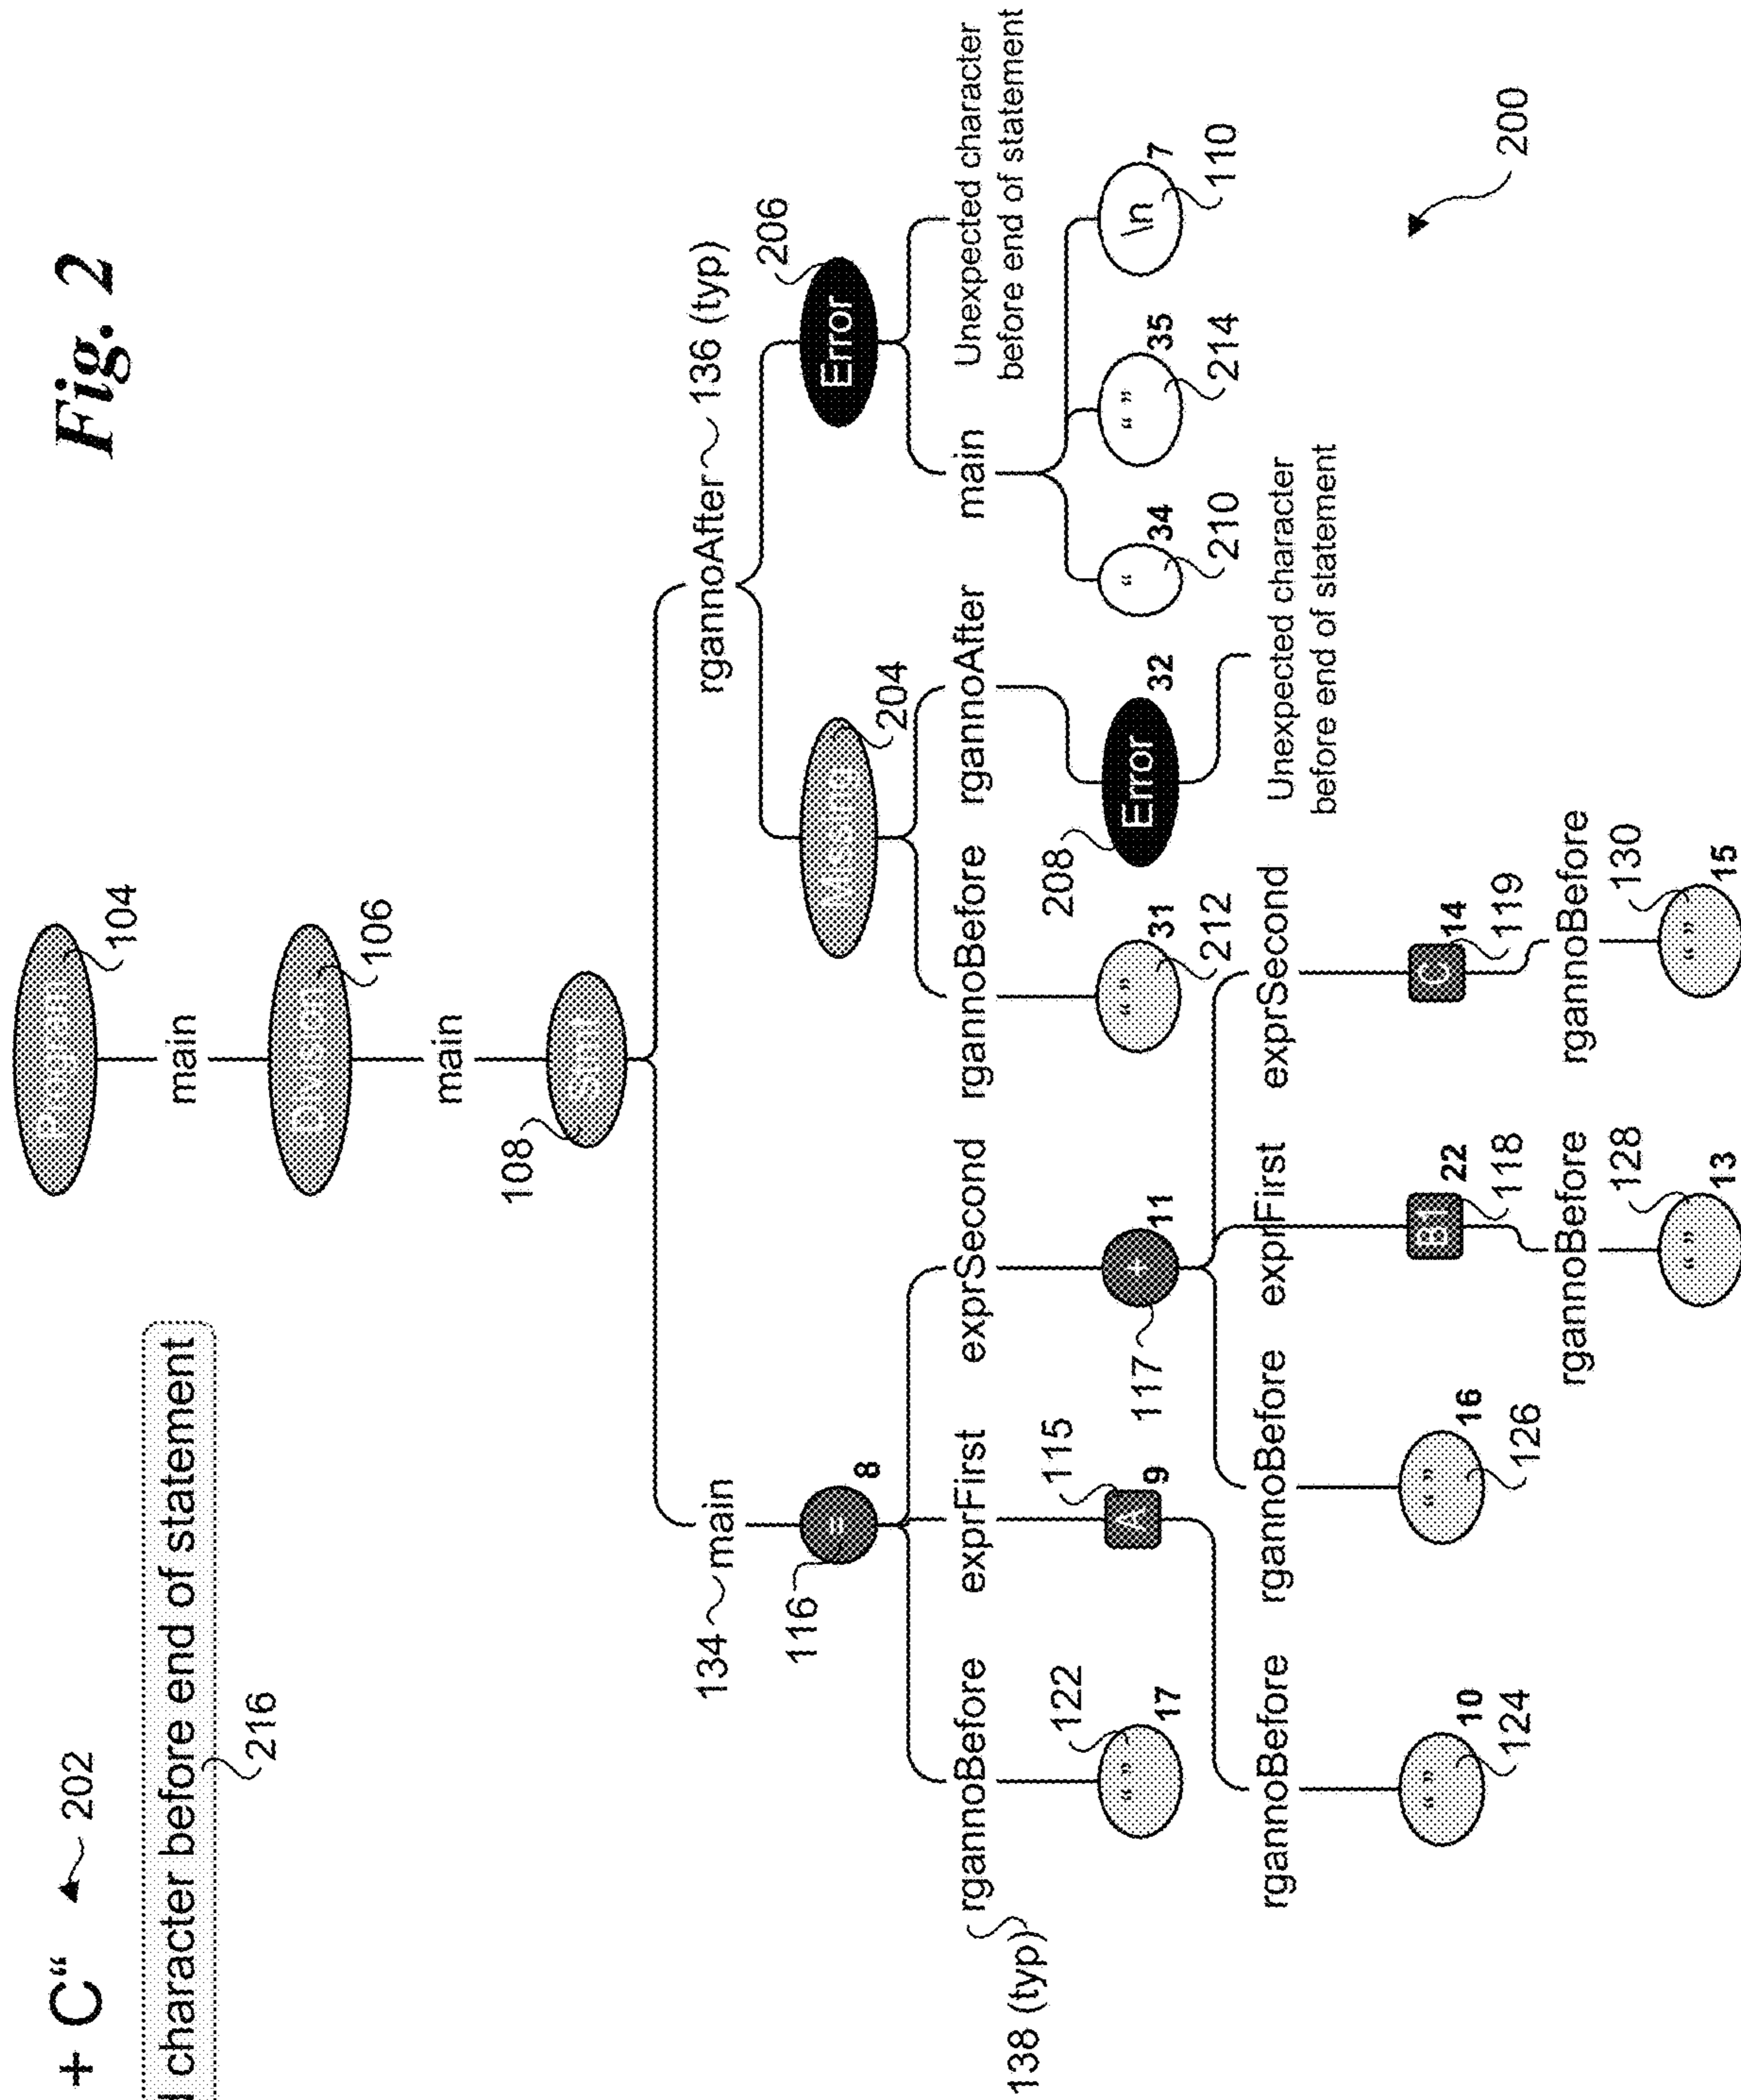 Fig. 2
+ C“ 202
character before end of statement
216
Program
104
main
Division
106
main
108
Stmt
134 main
rgannoAfter 136 (typ)
116
=
8
Missing
204
Error
206
138 (typ)
rgannoBefore
exprFirst
exprSecond
rgannoBefore
rgannoAfter
main
Unexpected character
before end of statement
“ ”
17
122
115
A
9
117
+
11
“ ”
31
212
208
Error
32
“
34
210
“ ”
35
214
\n
7
110
rgannoBefore
rgannoBefore
exprFirst
exprSecond
Unexpected character
before end of statement
“ ”
10
124
“ ”
16
126
B1
22
118
C
14
119
rgannoBefore
rgannoBefore
“ ”
13
128
“ ”
15
130
200